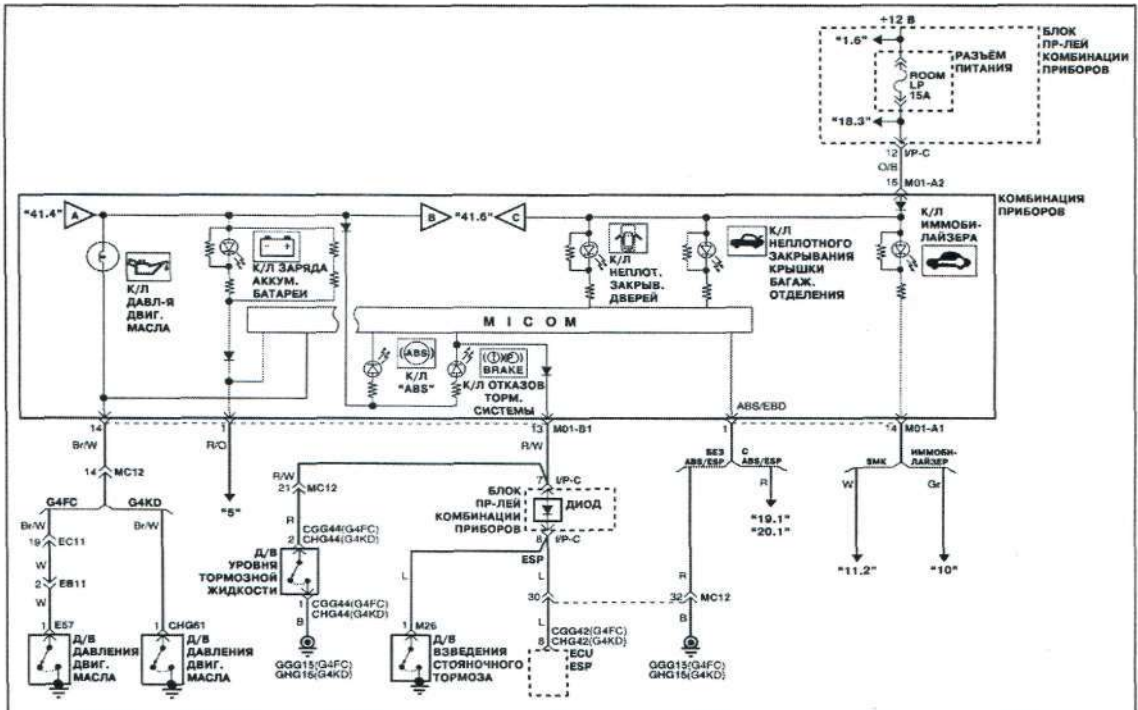 +12 В
"1.6"
БЛОК
ПР-ЛЕЙ
КОМБИНАЦИИ
ПРИБОРОВ
РАЗЪЁМ
ПИТАНИЯ
ROOM
LP
15A
"18.3"
12 I/P-C
O/B
15 M01-A2
КОМБИНАЦИЯ
ПРИБОРОВ
"41.4" A
B "41.6" C
К/Л
ДАВЛ-Я
ДВИГ.
МАСЛА
- +
К/Л ЗАРЯДА
АККУМ.
БАТАРЕИ
К/Л
НЕПЛОТ.
ЗАКРЫВ.
ДВЕРЕЙ
К/Л
НЕПЛОТНОГО
ЗАКРЫВАНИЯ
КРЫШКИ
БАГАЖ.
ОТДЕЛЕНИЯ
К/Л
ИММОБИ-
ЛАЙЗЕРА
MICOM
(ABS)
К/Л
"ABS"
(!)(P)
BRAKE
К/Л ОТКАЗОВ
ТОРМ.
СИСТЕМЫ
ABS/EBD
14
1
13 M01-B1
1
14 M01-A1
Br/W
R/O
R/W
14 MC12
"5"
G4FC G4KD
Br/W
Br/W
19 EC11
W
2 EB11
W
1 E57
Д/В
ДАВЛЕНИЯ
ДВИГ.
МАСЛА
1 CHG61
Д/В
ДАВЛЕНИЯ
ДВИГ.
МАСЛА
R/W
21 MC12
R
2 CGG44(G4FC)
CHG44(G4KD)
Д/В
УРОВНЯ
ТОРМОЗНОЙ
ЖИДКОСТИ
1 CGG44(G4FC)
CHG44(G4KD)
B
GGG15(G4FC)
GHG15(G4KD)
7 I/P-C
БЛОК
ПР-ЛЕЙ
КОМБИНАЦИИ
ПРИБОРОВ
ДИОД
8 I/P-C
ESP
L
1 M26
Д/В
ВЗВЕДЕНИЯ
СТОЯНОЧНОГО
ТОРМОЗА
L
30
L
CGG42(G4FC)
8 CHG42(G4KD)
ECU
ESP
БЕЗ
ABS/ESP
С
ABS/ESP
R
"19.1"
"20.1"
R
32 MC12
B
GGG15(G4FC)
GHG15(G4KD)
SMK
ИММОБИ-
ЛАЙЗЕР
W
Gr
"11.2"
"10"